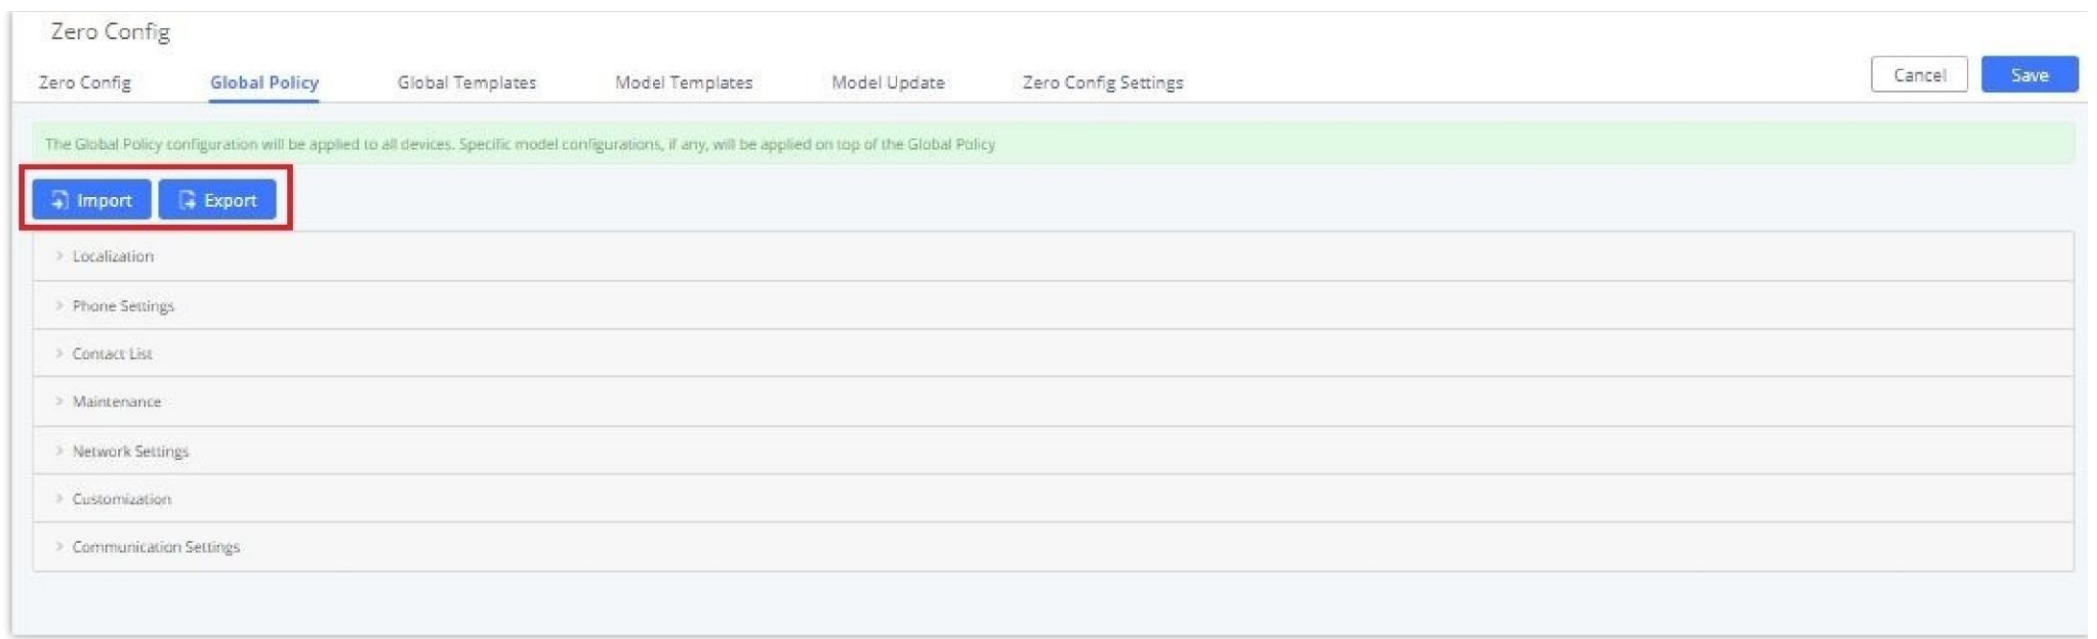 Zero Config
Zero Config Global Policy Global Templates Model Templates Model Update Zero Config Settings Cancel Save
The Global Policy configuration will be applied to all devices. Specific model configurations, if any, will be applied on top of the Global Policy
Import Export
Localization
Phone Settings
Contact List
Maintenance
Network Settings
Customization
Communication Settings